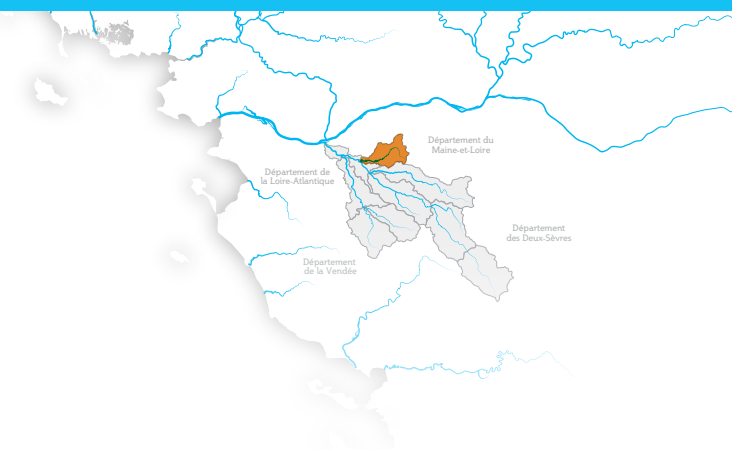 Département du
Maine-et-Loire
Département de
la Loire-Atlantique
Département
des Deux-Sèvres
Département
de la Vendée